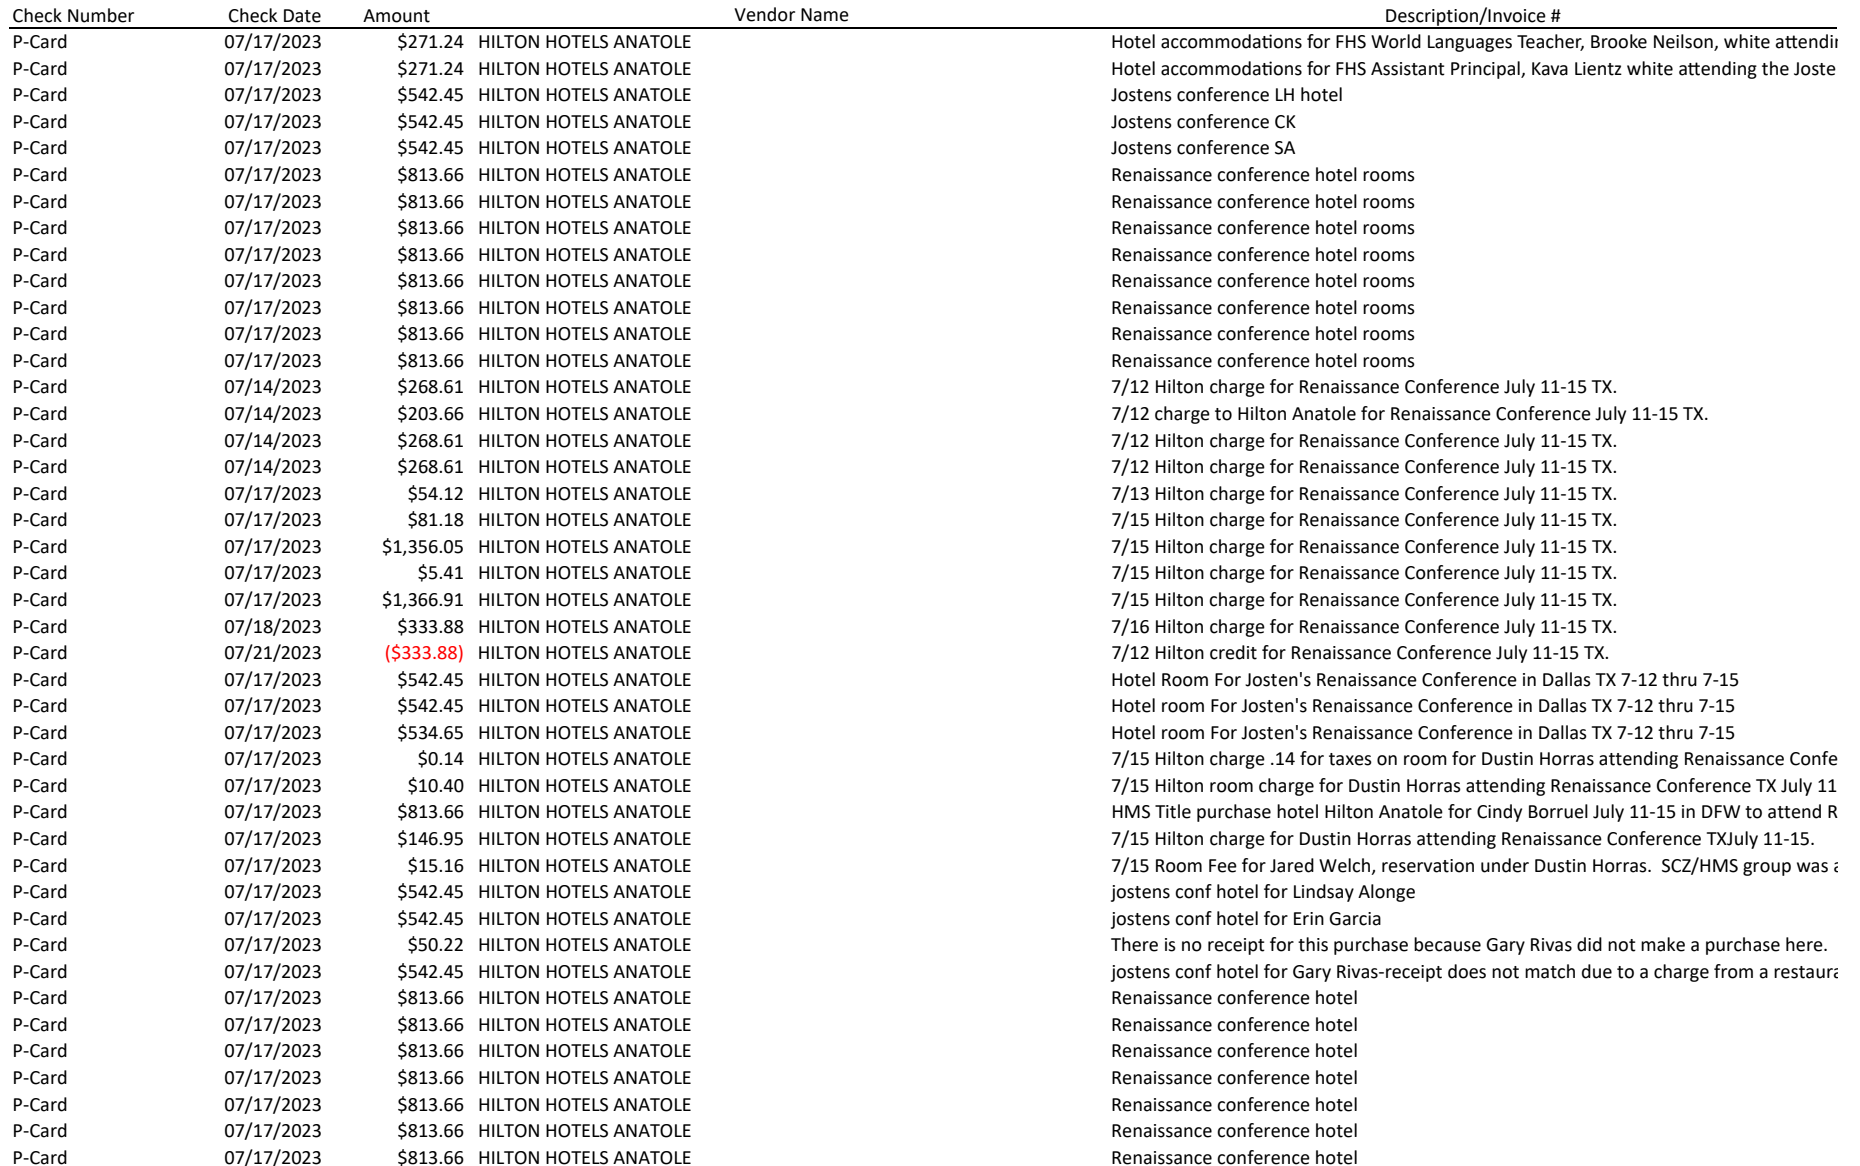 Check Number Check Date Amount Vendor Name Description/Invoice #
P-Card 07/17/2023 $271.24 HILTON HOTELS ANATOLE Hotel accommodations for FHS World Languages Teacher, Brooke Neilson, white attendin
P-Card 07/17/2023 $271.24 HILTON HOTELS ANATOLE Hotel accommodations for FHS Assistant Principal, Kava Lientz white attending the Joste
P-Card 07/17/2023 $542.45 HILTON HOTELS ANATOLE Jostens conference LH hotel
P-Card 07/17/2023 $542.45 HILTON HOTELS ANATOLE Jostens conference CK
P-Card 07/17/2023 $542.45 HILTON HOTELS ANATOLE Jostens conference SA
P-Card 07/17/2023 $813.66 HILTON HOTELS ANATOLE Renaissance conference hotel rooms
P-Card 07/17/2023 $813.66 HILTON HOTELS ANATOLE Renaissance conference hotel rooms
P-Card 07/17/2023 $813.66 HILTON HOTELS ANATOLE Renaissance conference hotel rooms
P-Card 07/17/2023 $813.66 HILTON HOTELS ANATOLE Renaissance conference hotel rooms
P-Card 07/17/2023 $813.66 HILTON HOTELS ANATOLE Renaissance conference hotel rooms
P-Card 07/17/2023 $813.66 HILTON HOTELS ANATOLE Renaissance conference hotel rooms
P-Card 07/17/2023 $813.66 HILTON HOTELS ANATOLE Renaissance conference hotel rooms
P-Card 07/17/2023 $813.66 HILTON HOTELS ANATOLE Renaissance conference hotel rooms
P-Card 07/14/2023 $268.61 HILTON HOTELS ANATOLE 7/12 Hilton charge for Renaissance Conference July 11-15 TX.
P-Card 07/14/2023 $203.66 HILTON HOTELS ANATOLE 7/12 charge to Hilton Anatole for Renaissance Conference July 11-15 TX.
P-Card 07/14/2023 $268.61 HILTON HOTELS ANATOLE 7/12 Hilton charge for Renaissance Conference July 11-15 TX.
P-Card 07/14/2023 $268.61 HILTON HOTELS ANATOLE 7/12 Hilton charge for Renaissance Conference July 11-15 TX.
P-Card 07/17/2023 $54.12 HILTON HOTELS ANATOLE 7/13 Hilton charge for Renaissance Conference July 11-15 TX.
P-Card 07/17/2023 $81.18 HILTON HOTELS ANATOLE 7/15 Hilton charge for Renaissance Conference July 11-15 TX.
P-Card 07/17/2023 $1,356.05 HILTON HOTELS ANATOLE 7/15 Hilton charge for Renaissance Conference July 11-15 TX.
P-Card 07/17/2023 $5.41 HILTON HOTELS ANATOLE 7/15 Hilton charge for Renaissance Conference July 11-15 TX.
P-Card 07/17/2023 $1,366.91 HILTON HOTELS ANATOLE 7/15 Hilton charge for Renaissance Conference July 11-15 TX.
P-Card 07/18/2023 $333.88 HILTON HOTELS ANATOLE 7/16 Hilton charge for Renaissance Conference July 11-15 TX.
P-Card 07/21/2023 ($333.88) HILTON HOTELS ANATOLE 7/12 Hilton credit for Renaissance Conference July 11-15 TX.
P-Card 07/17/2023 $542.45 HILTON HOTELS ANATOLE Hotel Room For Josten's Renaissance Conference in Dallas TX 7-12 thru 7-15
P-Card 07/17/2023 $542.45 HILTON HOTELS ANATOLE Hotel room For Josten's Renaissance Conference in Dallas TX 7-12 thru 7-15
P-Card 07/17/2023 $534.65 HILTON HOTELS ANATOLE Hotel room For Josten's Renaissance Conference in Dallas TX 7-12 thru 7-15
P-Card 07/17/2023 $0.14 HILTON HOTELS ANATOLE 7/15 Hilton charge .14 for taxes on room for Dustin Horras attending Renaissance Confe
P-Card 07/17/2023 $10.40 HILTON HOTELS ANATOLE 7/15 Hilton room charge for Dustin Horras attending Renaissance Conference TX July 11
P-Card 07/17/2023 $813.66 HILTON HOTELS ANATOLE HMS Title purchase hotel Hilton Anatole for Cindy Borruel July 11-15 in DFW to attend R
P-Card 07/17/2023 $146.95 HILTON HOTELS ANATOLE 7/15 Hilton charge for Dustin Horras attending Renaissance Conference TXJuly 11-15.
P-Card 07/17/2023 $15.16 HILTON HOTELS ANATOLE 7/15 Room Fee for Jared Welch, reservation under Dustin Horras. SCZ/HMS group was a
P-Card 07/17/2023 $542.45 HILTON HOTELS ANATOLE jostens conf hotel for Lindsay Alonge
P-Card 07/17/2023 $542.45 HILTON HOTELS ANATOLE jostens conf hotel for Erin Garcia
P-Card 07/17/2023 $50.22 HILTON HOTELS ANATOLE There is no receipt for this purchase because Gary Rivas did not make a purchase here.
P-Card 07/17/2023 $542.45 HILTON HOTELS ANATOLE jostens conf hotel for Gary Rivas-receipt does not match due to a charge from a restaura
P-Card 07/17/2023 $813.66 HILTON HOTELS ANATOLE Renaissance conference hotel
P-Card 07/17/2023 $813.66 HILTON HOTELS ANATOLE Renaissance conference hotel
P-Card 07/17/2023 $813.66 HILTON HOTELS ANATOLE Renaissance conference hotel
P-Card 07/17/2023 $813.66 HILTON HOTELS ANATOLE Renaissance conference hotel
P-Card 07/17/2023 $813.66 HILTON HOTELS ANATOLE Renaissance conference hotel
P-Card 07/17/2023 $813.66 HILTON HOTELS ANATOLE Renaissance conference hotel
P-Card 07/17/2023 $813.66 HILTON HOTELS ANATOLE Renaissance conference hotel